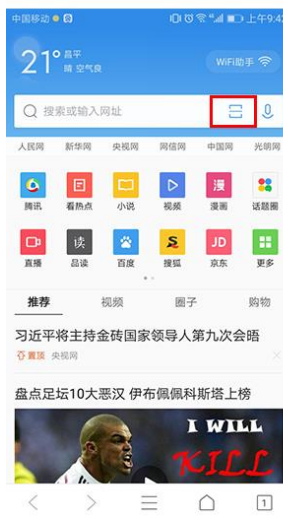 中国移动 上午9:42
21° 昌平
晴 空气良
WiFi助手
搜索或输入网址
人民网 新华网 央视网 网信网 中国网 光明网
腾讯 看热点 小说 视频 漫画 话题圈
直播 品读 百度 搜狐 京东 更多
推荐 视频 圈子 购物
习近平将主持金砖国家领导人第九次会晤
置顶 央视网
盘点足坛10大恶汉 伊布佩佩科斯塔上榜
I WILL
KILL
1